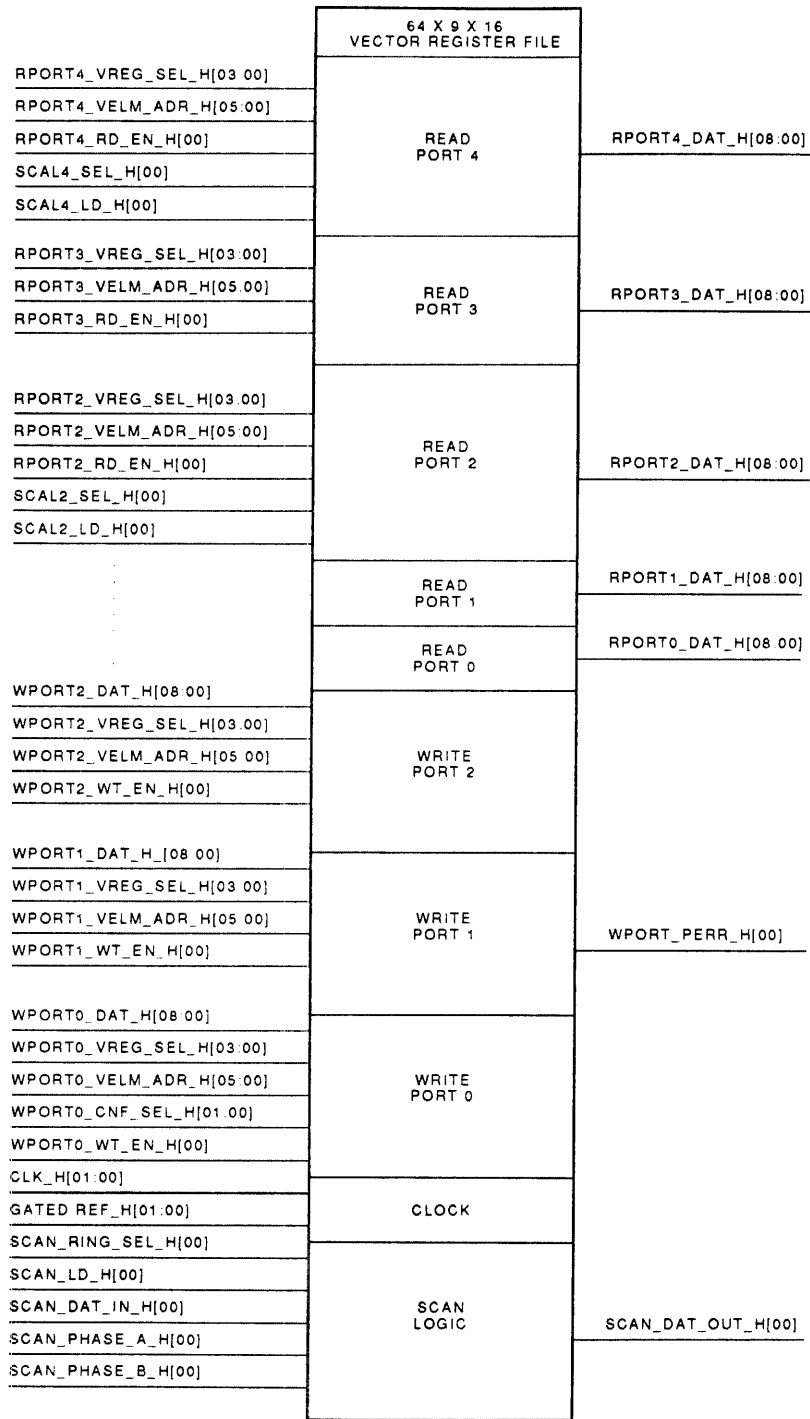 64 X 9 X 16
VECTOR REGISTER FILE
RPORT4_VREG_SEL_H[03 00]
RPORT4_VELM_ADR_H[05:00]
RPORT4_RD_EN_H[00]
SCAL4_SEL_H[00]
SCAL4_LD_H[00]
READ
PORT 4
RPORT4_DAT_H[08:00]
RPORT3_VREG_SEL_H[03:00]
RPORT3_VELM_ADR_H[05.00]
RPORT3_RD_EN_H[00]
READ
PORT 3
RPORT3_DAT_H[08:00]
RPORT2_VREG_SEL_H[03.00]
RPORT2_VELM_ADR_H[05:00]
RPORT2_RD_EN_H[00]
SCAL2_SEL_H[00]
SCAL2_LD_H[00]
READ
PORT 2
RPORT2_DAT_H[08:00]
READ
PORT 1
RPORT1_DAT_H[08:00]
READ
PORT 0
RPORT0_DAT_H[08.00]
WPORT2_DAT_H[08:00]
WPORT2_VREG_SEL_H[03.00]
WPORT2_VELM_ADR_H[05 00]
WPORT2_WT_EN_H[00]
WRITE
PORT 2
WPORT1_DAT_H_[08 00]
WPORT1_VREG_SEL_H[03 00]
WPORT1_VELM_ADR_H[05 00]
WPORT1_WT_EN_H[00]
WRITE
PORT 1
WPORT_PERR_H[00]
WPORT0_DAT_H[08 00]
WPORT0_VREG_SEL_H[03:00]
WPORT0_VELM_ADR_H[05:00]
WPORT0_CNF_SEL_H[01.00]
WPORT0_WT_EN_H[00]
WRITE
PORT 0
CLK_H[01:00]
GATED REF_H[01:00]
CLOCK
SCAN_RING_SEL_H[00]
SCAN_LD_H[00]
SCAN_DAT_IN_H[00]
SCAN_PHASE_A_H[00]
SCAN_PHASE_B_H[00]
SCAN
LOGIC
SCAN_DAT_OUT_H[00]